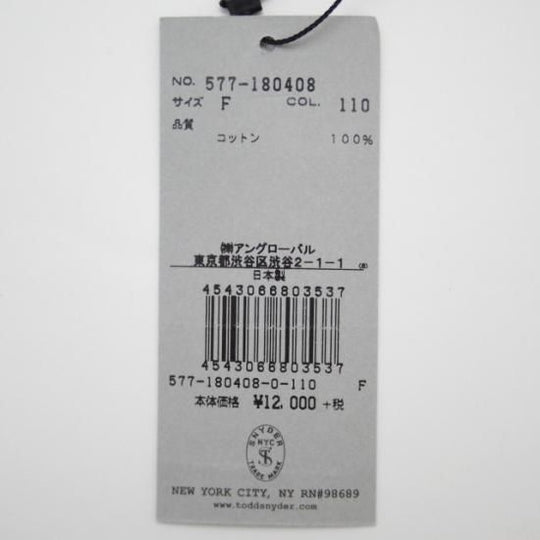 NO. 577-180408
サイズ F COL. 110
品質
コットン 100%
㈱アングローバル
東京都渋谷区渋谷2-1-1
日本製
4543066803537
4543066803537
577-180408-0-110 F
本体価格 ¥12,000 +税
SNYDER
NYC
TS
TRADE MARK
NEW YORK CITY, NY RN#98689
www.toddsnyder.com